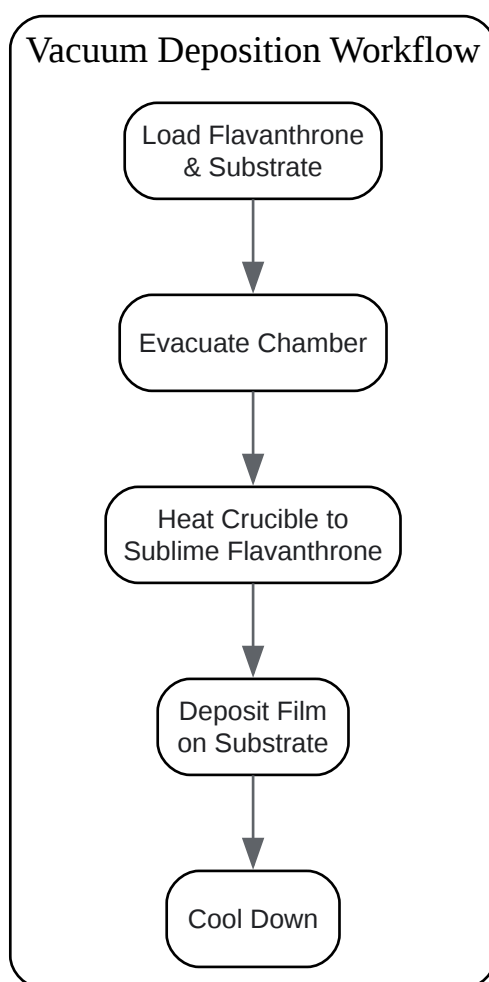 Vacuum Deposition Workflow
Load Flavanthrone
& Substrate
Evacuate Chamber
Heat Crucible to
Sublime Flavanthrone
Deposit Film
on Substrate
Cool Down